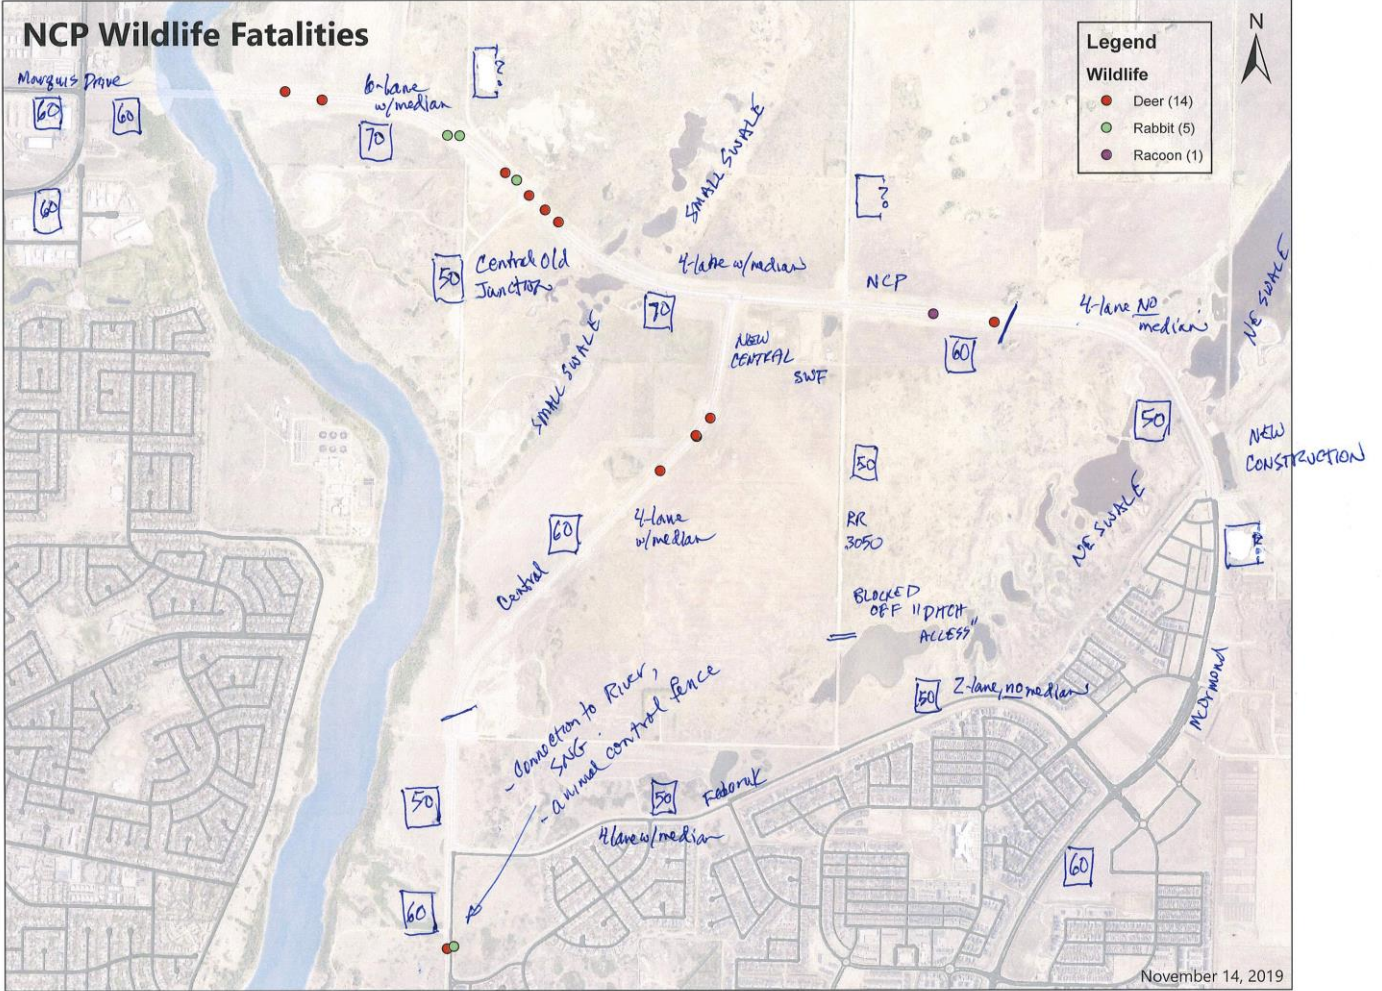 NCP Wildlife Fatalities
N
Legend
Wildlife
Deer (14)
Rabbit (5)
Racoon (1)
Marquis Drive
60
60
60
6-lane
w/median
70
?
SMALL SWALE
?
50
Central Old
Junction
4-lane w/median
70
NCP
4-lane NO
median
NE SWALE
60
NEW
CENTRAL
SWF
SMALL SWALE
50
NEW
CONSTRUCTION
50
NE SWALE
60
4-lane
w/median
RR
3050
Central
BLOCKED
OFF "DITCH
ACCESS"
50
2-lane, no median
McOrmond
- Connection to River,
SNG
- animal control fence
50
50
Fedoruk
4 lane w/median
60
60
November 14, 2019